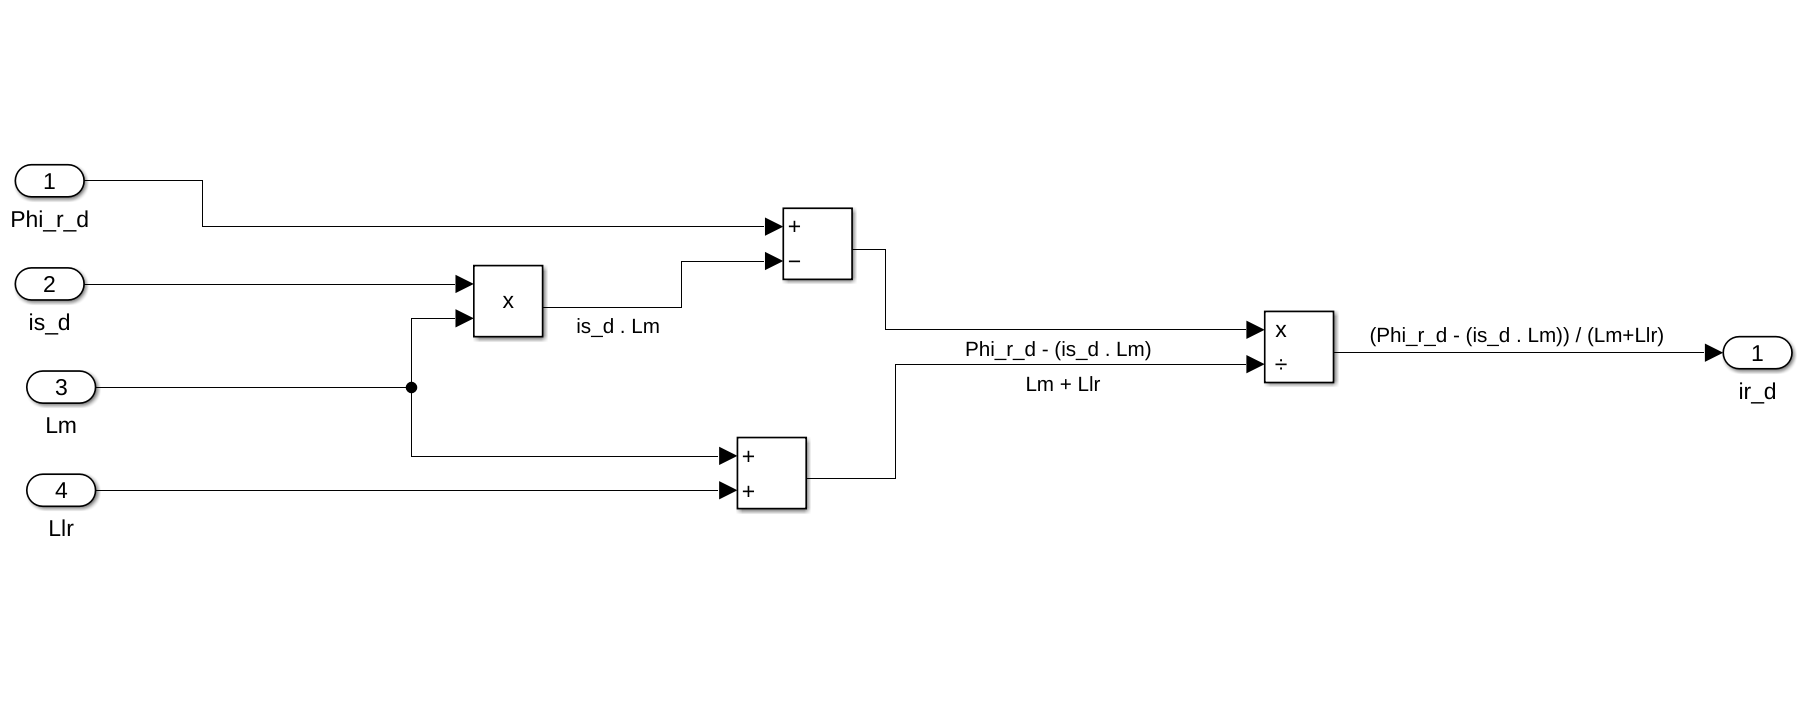 1
Phi_r_d
2
is_d
3
Lm
4
Llr
x
is_d . Lm
+
−
+
+
Phi_r_d - (is_d . Lm)
Lm + Llr
x
÷
(Phi_r_d - (is_d . Lm)) / (Lm+Llr)
1
ir_d